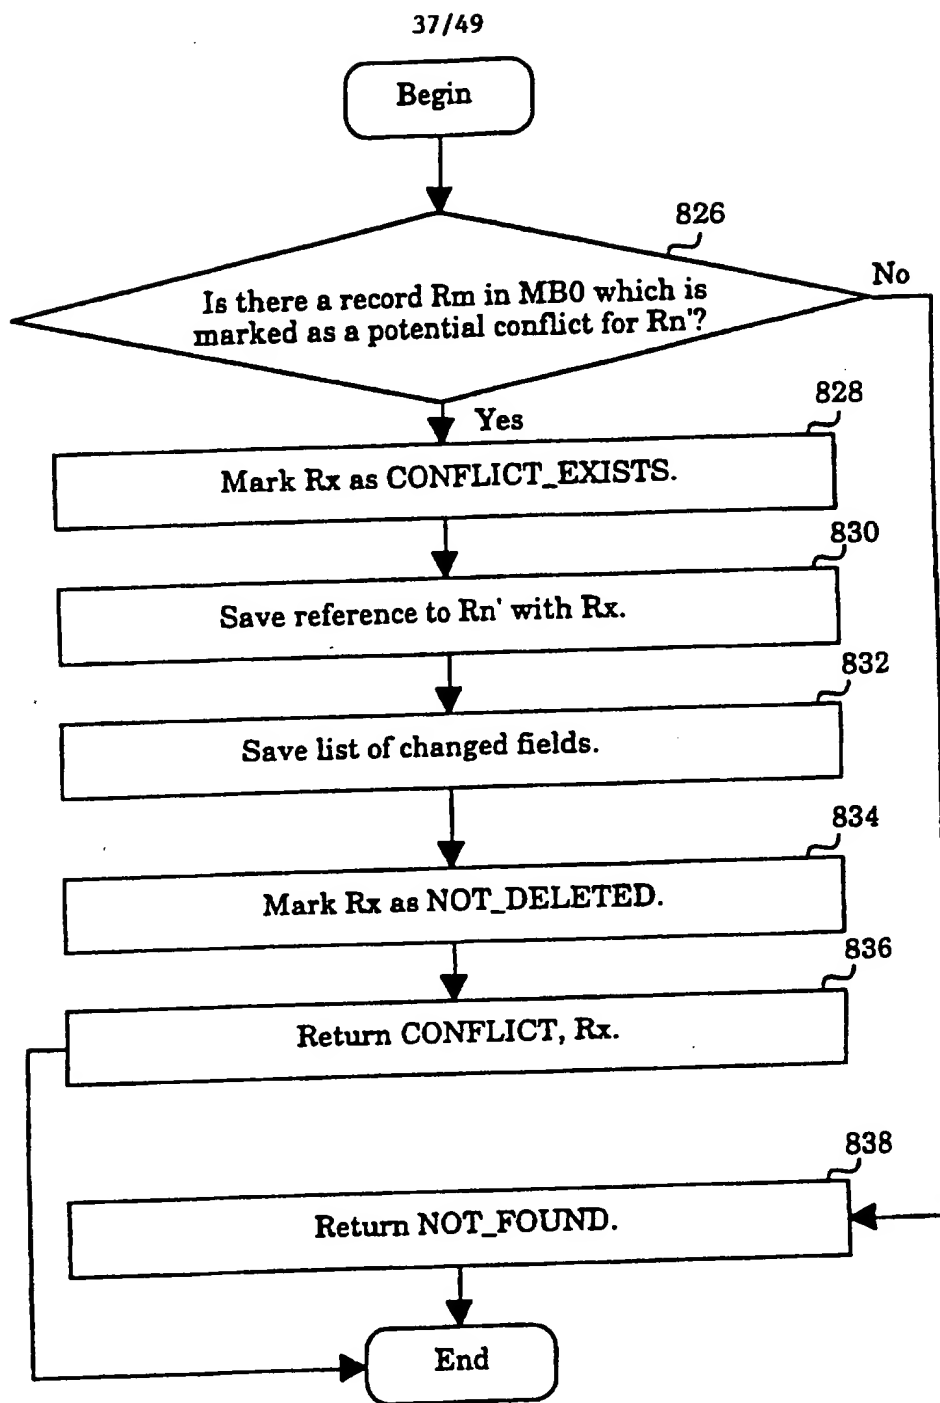 37/49
Begin
826
No
Is there a record Rm in MB0 which is
marked as a potential conflict for Rn'?
Yes
828
Mark Rx as CONFLICT_EXISTS.
830
Save reference to Rn' with Rx.
832
Save list of changed fields.
834
Mark Rx as NOT_DELETED.
836
Return CONFLICT, Rx.
838
Return NOT_FOUND.
End